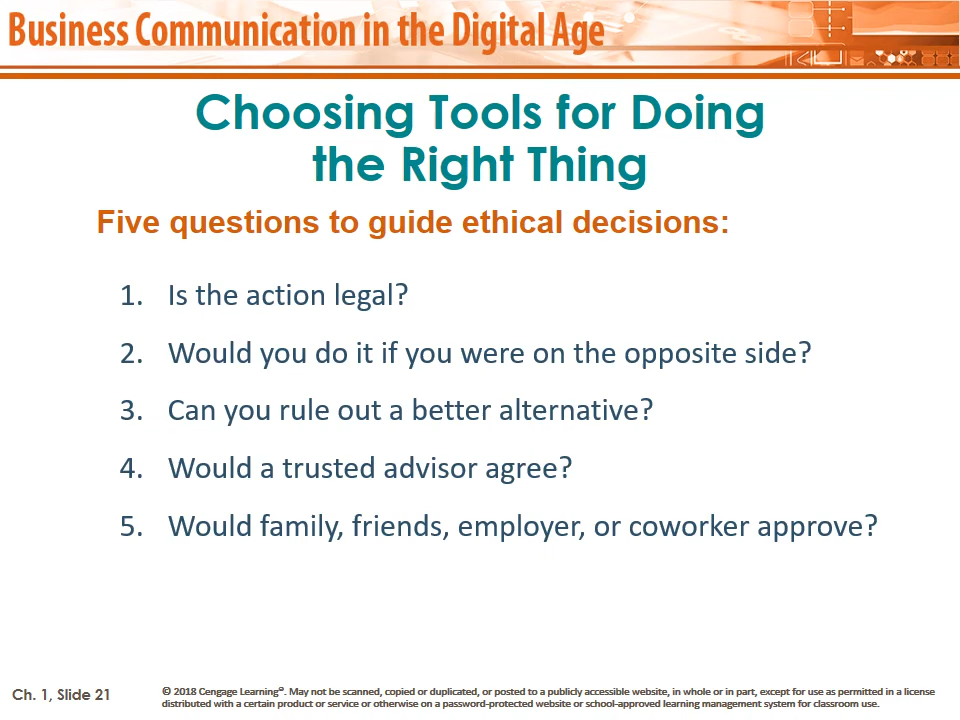 Business Communication in the Digital Age
Choosing Tools for Doing
the Right Thing
Five questions to guide ethical decisions:
1. Is the action legal?
2. Would you do it if you were on the opposite side?
3. Can you rule out a better alternative?
4. Would a trusted advisor agree?
5. Would family, friends, employer, or coworker approve?
Ch. 1, Slide 21
© 2018 Cengage Learning®. May not be scanned, copied or duplicated, or posted to a publicly accessible website, in whole or in part, except for use as permitted in a license
distributed with a certain product or service or otherwise on a password-protected website or school-approved learning management system for classroom use.